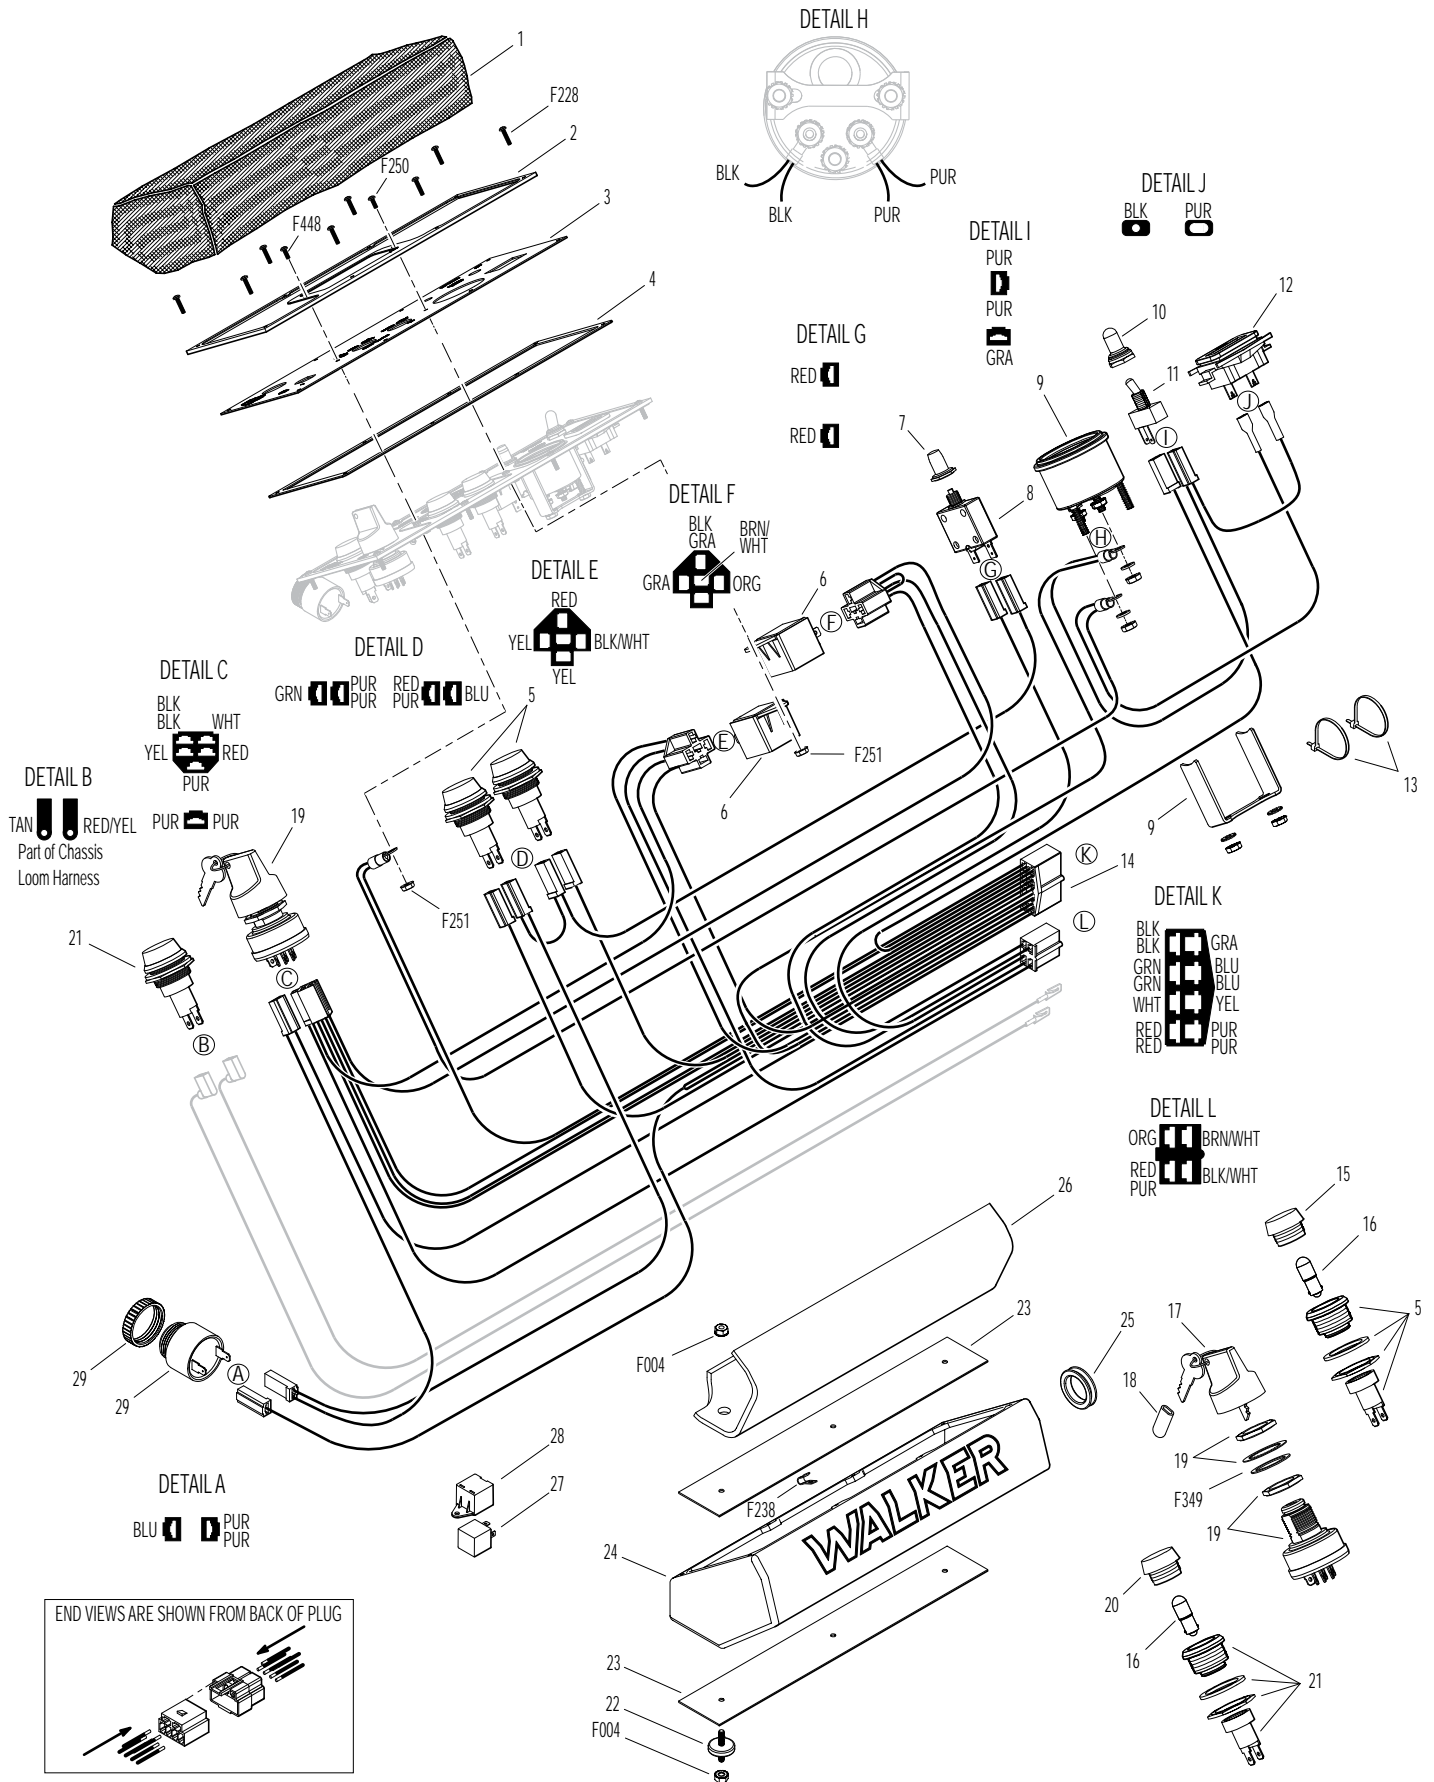 DETAIL H
1
F228
2
F250
3
F448
4
BLK
BLK
PUR
PUR
DETAIL J
BLK
PUR
DETAIL I
PUR
PUR
GRA
12
10
11
DETAIL G
RED
RED
9
7
8
J
I
H
G
DETAIL F
BLK
GRA
BRN/
WHT
GRA
ORG
DETAIL E
RED
YEL
BLK/WHT
YEL
6
F
DETAIL D
GRN
PUR
PUR
RED
PUR
BLU
5
E
F251
6
DETAIL C
BLK
BLK
WHT
YEL
RED
PUR
PUR
PUR
DETAIL B
TAN
RED/YEL
Part of Chassis
Loom Harness
19
13
9
D
K
14
F251
L
21
C
B
DETAIL K
BLK
BLK
GRA
GRN
GRN
BLU
BLU
WHT
YEL
RED
RED
PUR
PUR
DETAIL L
ORG
BRN/WHT
RED
PUR
BLK/WHT
26
15
16
5
23
25
17
F004
18
29
29
A
19
F349
19
28
27
F238
WALKER
DETAIL A
BLU
PUR
PUR
24
20
16
21
END VIEWS ARE SHOWN FROM BACK OF PLUG
23
22
F004